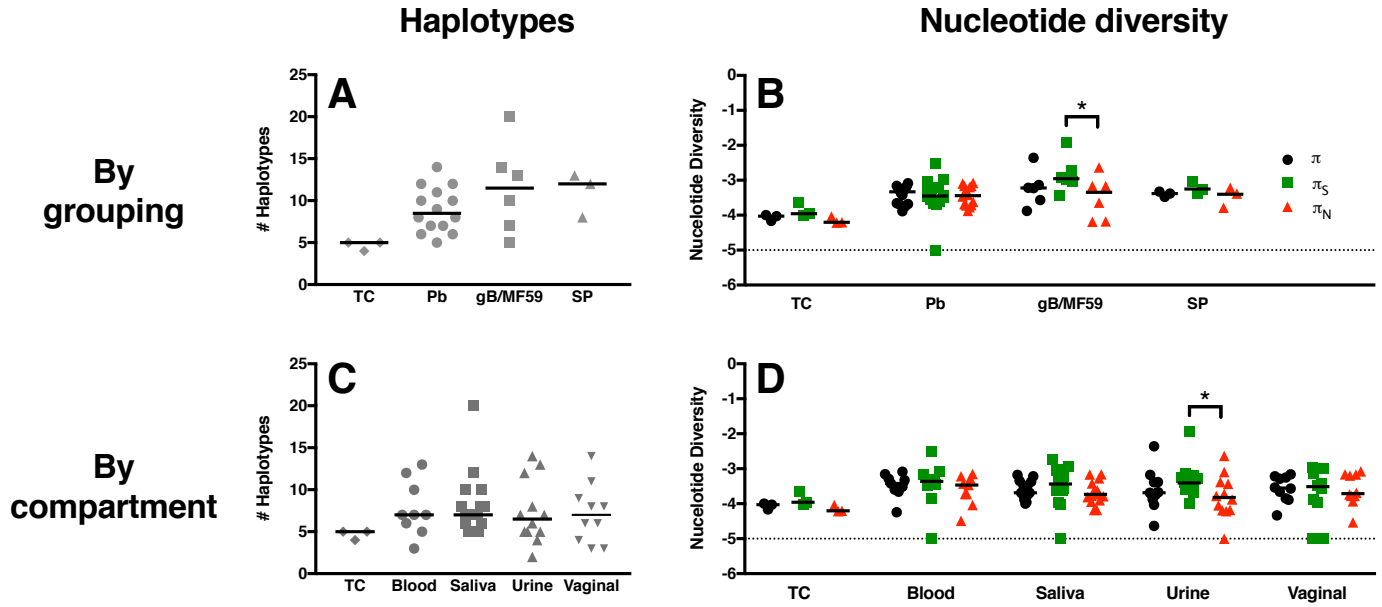 Haplotypes
Nucleotide diversity
By
grouping
A
# Haplotypes
25
20
15
10
5
0
TC Pb gB/MF59 SP
B
Nucelotide Diversity
0
-1
-2
-3
-4
-5
-6
*
TC Pb gB/MF59 SP
π
πS
πN
By
compartment
C
# Haplotypes
25
20
15
10
5
0
TC Blood Saliva Urine Vaginal
D
Nucelotide Diversity
0
-1
-2
-3
-4
-5
-6
*
TC Blood Saliva Urine Vaginal